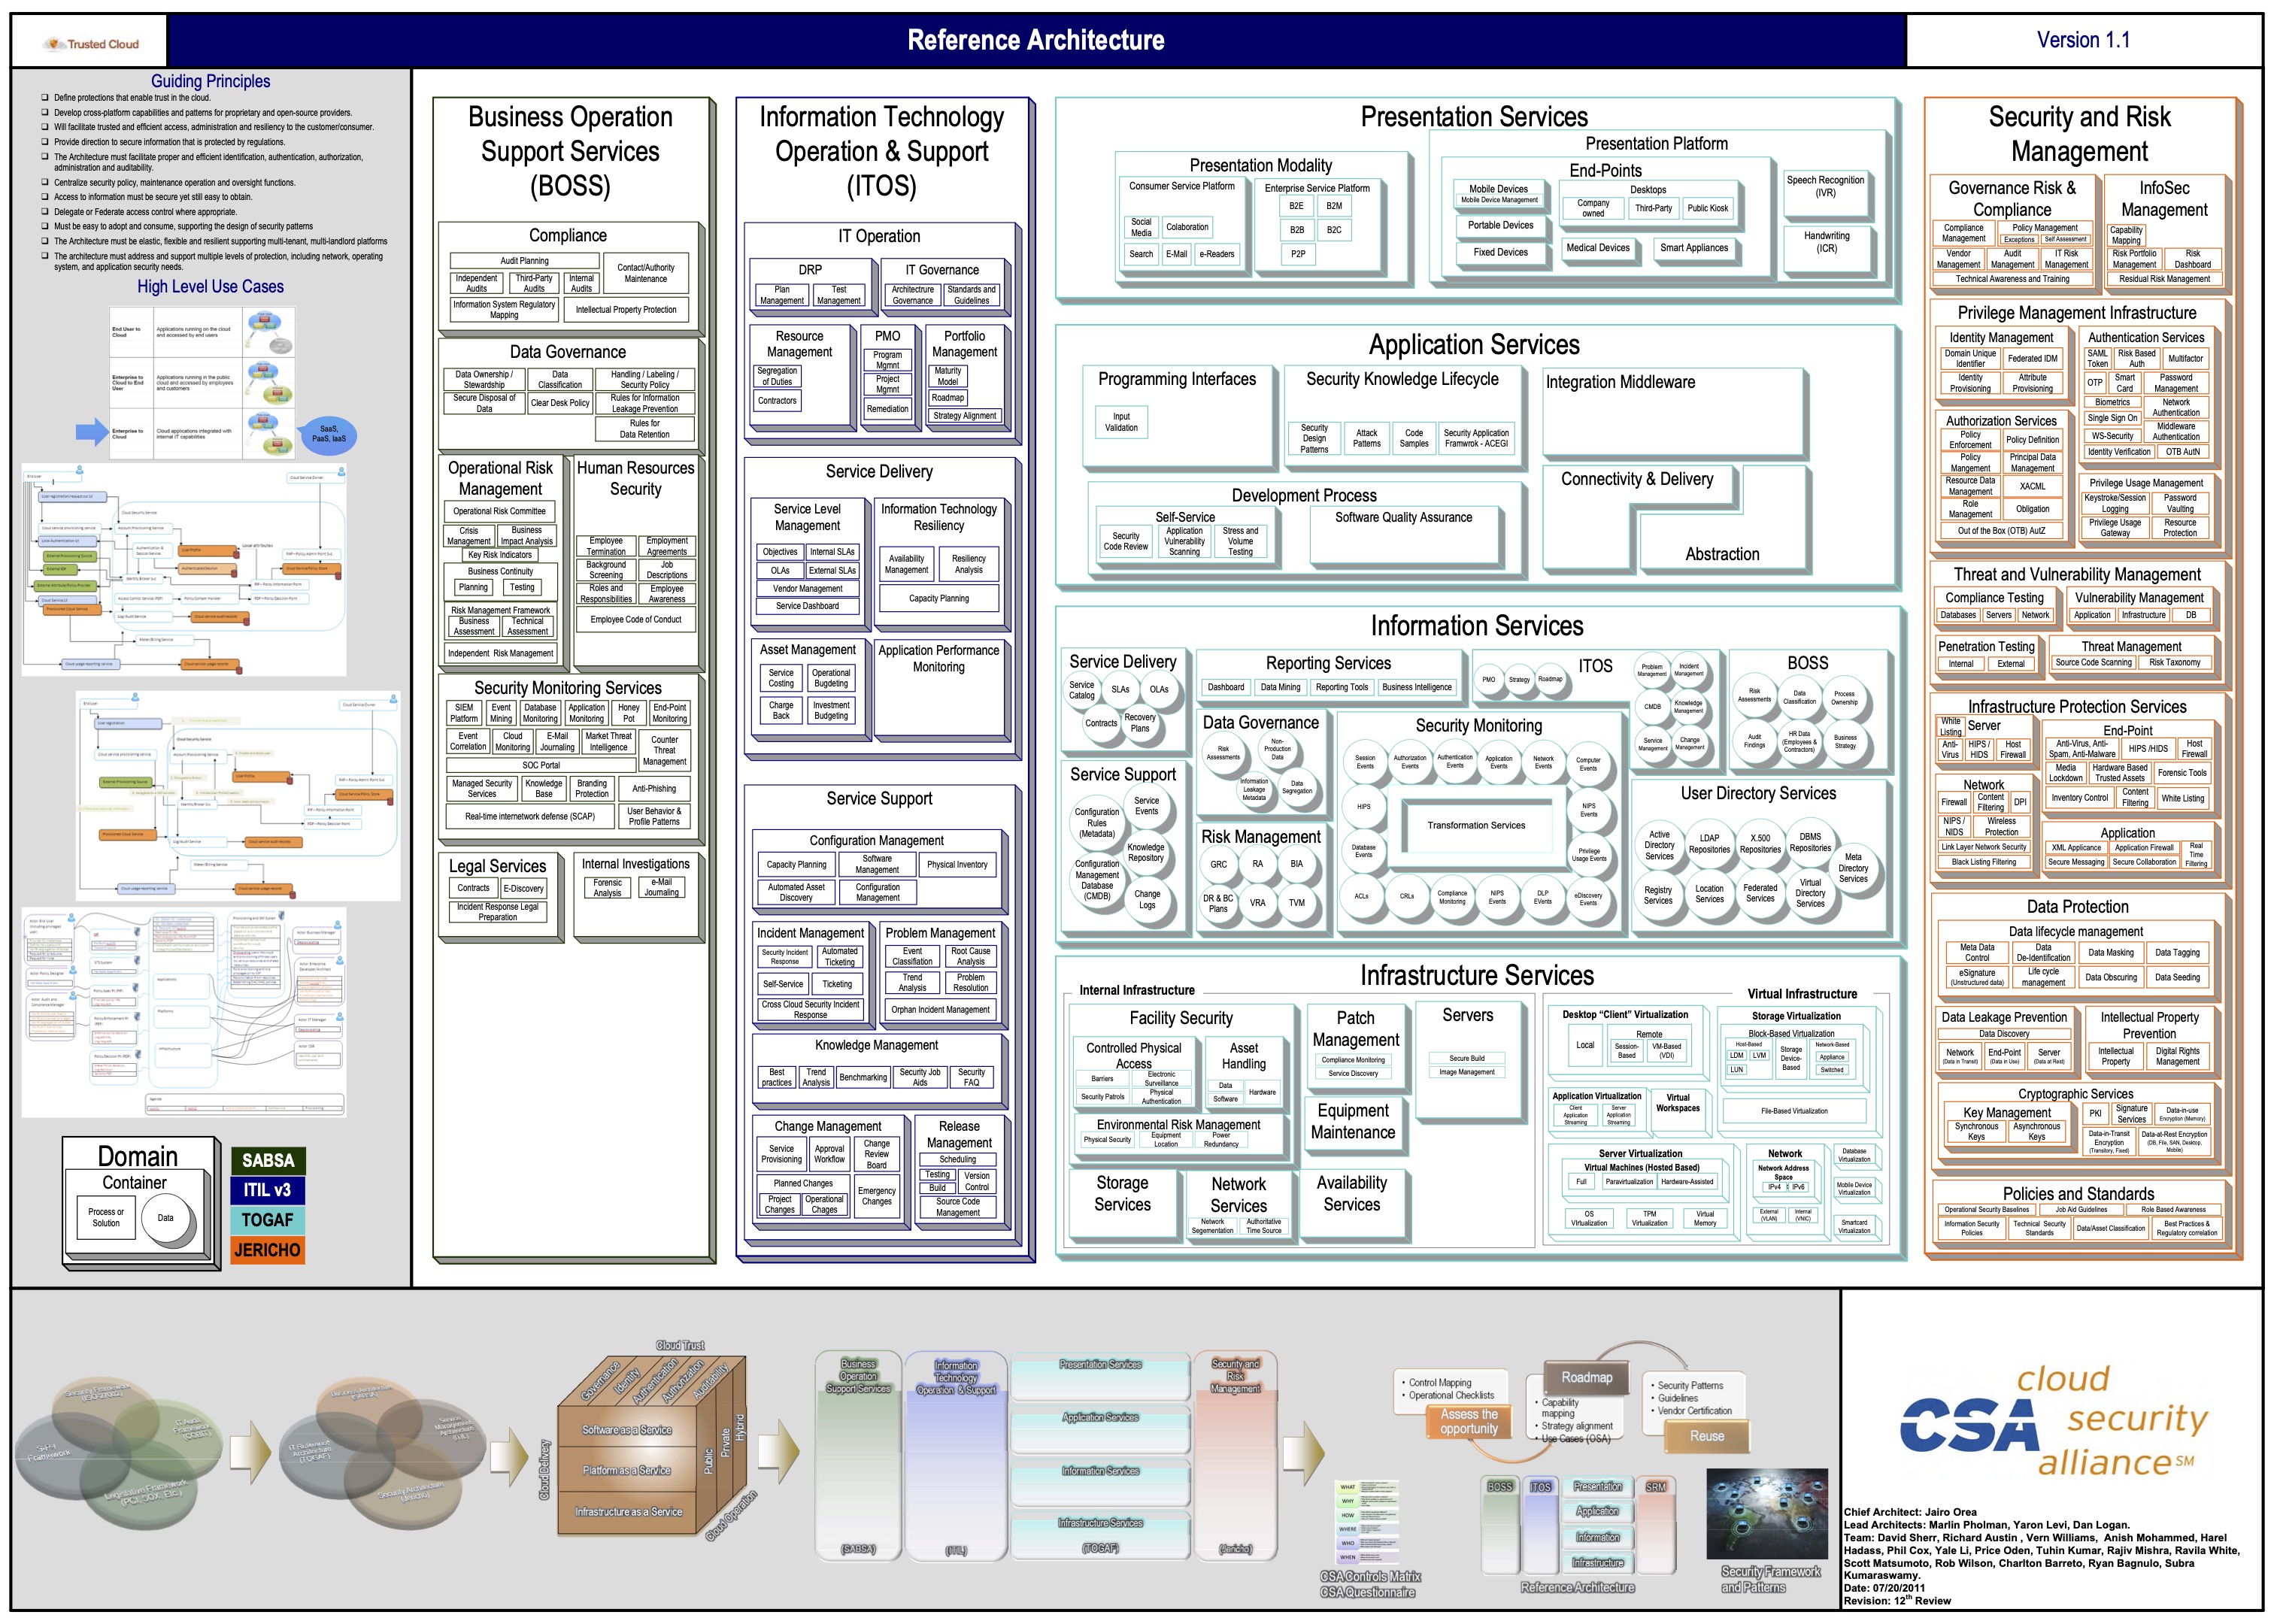 Trusted Cloud
Reference Architecture
Version 1.1
Guiding Principles
Define protections that enable trust in the cloud.
Develop cross-platform capabilities and patterns for proprietary and open-source providers.
Will facilitate trusted and efficient access, administration and resiliency to the customer/consumer.
Provide direction to secure information that is protected by regulations.
The Architecture must facilitate proper and efficient identification, authentication, authorization,
administration and auditability.
Centralize security policy, maintenance operation and oversight functions.
Access to information must be secure yet still easy to obtain.
Delegate or Federate access control where appropriate.
Must be easy to adopt and consume, supporting the design of security patterns
The Architecture must be elastic, flexible and resilient supporting multi-tenant, multi-landlord platforms
The architecture must address and support multiple levels of protection, including network, operating
system, and application security needs.
High Level Use Cases
End User to
Cloud
Applications running on the cloud
and accessed by end users
Enterprise to
Cloud to End
User
Applications running in the public
cloud and accessed by employees
and customers
Enterprise to
Cloud
Cloud applications integrated with
internal IT capabilities
SaaS,
PaaS, IaaS
Domain
Container
Process or
Solution
Data
SABSA
ITIL v3
TOGAF
JERICHO
Business Operation
Support Services
(BOSS)
Compliance
Audit Planning
Independent
Audits
Third-Party
Audits
Internal
Audits
Contact/Authority
Maintenance
Information System Regulatory
Mapping
Intellectual Property Protection
Data Governance
Data Ownership /
Stewardship
Data
Classification
Handling / Labeling /
Security Policy
Secure Disposal of
Data
Clear Desk Policy
Rules for Information
Leakage Prevention
Rules for
Data Retention
Operational Risk
Management
Operational Risk Committee
Crisis
Management
Business
Impact Analysis
Key Risk Indicators
Business Continuity
Planning
Testing
Risk Management Framework
Business
Assessment
Technical
Assessment
Independent Risk Management
Human Resources
Security
Employee
Termination
Employment
Agreements
Background
Screening
Job
Descriptions
Roles and
Responsibilities
Employee
Awareness
Employee Code of Conduct
Security Monitoring Services
SIEM
Platform
Event
Mining
Database
Monitoring
Application
Monitoring
Honey
Pot
End-Point
Monitoring
Event
Correlation
Cloud
Monitoring
E-Mail
Journaling
Market Threat
Intelligence
Counter
Threat
Management
SOC Portal
Managed Security
Services
Knowledge
Base
Branding
Protection
Anti-Phishing
Real-time internetwork defense (SCAP)
User Behavior &
Profile Patterns
Legal Services
Contracts
E-Discovery
Incident Response Legal
Preparation
Internal Investigations
Forensic
Analysis
e-Mail
Journaling
Information Technology
Operation & Support
(ITOS)
IT Operation
DRP
Plan
Management
Test
Management
IT Governance
Architectrure
Governance
Standards and
Guidelines
Resource
Management
Segregation
of Duties
Contractors
PMO
Program
Mgmnt
Project
Mgmnt
Remediation
Portfolio
Management
Maturity
Model
Roadmap
Strategy Alignment
Service Delivery
Service Level
Management
Objectives
Internal SLAs
OLAs
External SLAs
Vendor Management
Service Dashboard
Information Technology
Resiliency
Availability
Management
Resiliency
Analysis
Capacity Planning
Asset Management
Service
Costing
Operational
Bugdeting
Charge
Back
Investment
Budgeting
Application Performance
Monitoring
Service Support
Configuration Management
Capacity Planning
Software
Management
Physical Inventory
Automated Asset
Discovery
Configuration
Management
Incident Management
Security Incident
Response
Automated
Ticketing
Self-Service
Ticketing
Cross Cloud Security Incident
Response
Problem Management
Event
Classifiation
Root Cause
Analysis
Trend
Analysis
Problem
Resolution
Orphan Incident Management
Knowledge Management
Best
practices
Trend
Analysis
Benchmarking
Security Job
Aids
Security
FAQ
Change Management
Service
Provisioning
Approval
Workflow
Change
Review
Board
Planned Changes
Project
Changes
Operational
Chages
Emergency
Changes
Release
Management
Scheduling
Testing
Build
Version
Control
Source Code
Management
Presentation Services
Presentation Modality
Consumer Service Platform
Social
Media
Colaboration
Search
E-Mail
e-Readers
Enterprise Service Platform
B2E
B2M
B2B
B2C
P2P
Presentation Platform
End-Points
Mobile Devices
Mobile Device Management
Portable Devices
Fixed Devices
Desktops
Company
owned
Third-Party
Public Kiosk
Medical Devices
Smart Appliances
Speech Recognition
(IVR)
Handwriting
(ICR)
Application Services
Programming Interfaces
Input
Validation
Security Knowledge Lifecycle
Security
Design
Patterns
Attack
Patterns
Code
Samples
Security Application
Framwrok - ACEGI
Integration Middleware
Development Process
Self-Service
Security
Code Review
Application
Vulnerability
Scanning
Stress and
Volume
Testing
Software Quality Assurance
Connectivity & Delivery
Abstraction
Information Services
Service Delivery
Service
Catalog
SLAs
OLAs
Contracts
Recovery
Plans
Service Support
Configuration
Rules
(Metadata)
Service
Events
Knowledge
Repository
Configuration
Management
Database
(CMDB)
Change
Logs
Reporting Services
Dashboard
Data Mining
Reporting Tools
Business Intelligence
ITOS
PMO
Strategy
Roadmap
Problem
Management
Incident
Management
CMDB
Knowledge
Management
Service
Management
Change
Management
BOSS
Risk
Assessments
Data
Classification
Process
Ownership
Audit
Findings
HR Data
(Employees &
Contractors)
Business
Strategy
Data Governance
Risk
Assessments
Non-
Production
Data
Information
Leakage
Metadata
Data
Segregation
Risk Management
GRC
RA
BIA
DR & BC
Plans
VRA
TVM
Security Monitoring
Session
Events
Authorization
Events
Authentication
Events
Application
Events
Network
Events
Computer
Events
HIPS
NIPS
Events
Transformation Services
Database
Events
Privilege
Usage Events
ACLs
CRLs
Compliance
Monitoring
NIPS
Events
DLP
EVents
eDiscovery
Events
User Directory Services
Active
Directory
Services
LDAP
Repositories
X.500
Repositories
DBMS
Repositories
Meta
Directory
Services
Registry
Services
Location
Services
Federated
Services
Virtual
Directory
Services
Infrastructure Services
Internal Infrastructure
Facility Security
Controlled Physical
Access
Barriers
Electronic
Surveillance
Security Patrols
Physical
Authentication
Asset
Handling
Data
Software
Hardware
Environmental Risk Management
Physical Security
Equipment
Location
Power
Redundancy
Patch
Management
Compliance Monitoring
Service Discovery
Servers
Secure Build
Image Management
Equipment
Maintenance
Storage
Services
Network
Services
Network
Segementation
Authoritative
Time Source
Availability
Services
Virtual Infrastructure
Desktop “Client” Virtualization
Local
Remote
Session-
Based
VM-Based
(VDI)
Storage Virtualization
Block-Based Virtualization
Host-Based
LDM
LVM
LUN
Storage
Device-
Based
Network-Based
Appliance
Switched
File-Based Virtualization
Application Virtualization
Client
Application
Streaming
Server
Application
Streaming
Virtual
Workspaces
Server Virtualization
Virtual Machines (Hosted Based)
Full
Paravirtualization
Hardware-Assisted
OS
VIrtualization
TPM
Virtualization
Virtual
Memory
Network
Network Address
Space
IPv4
IPv6
External
(VLAN)
Internal
(VNIC)
Database
Virtualization
Mobile Device
Virtualization
Smartcard
Virtualization
Security and Risk
Management
Governance Risk &
Compliance
Compliance
Management
Policy Management
Exceptions
Self Assessment
Vendor
Management
Audit
Management
IT Risk
Management
Technical Awareness and Training
InfoSec
Management
Capability
Mapping
Risk Portfolio
Management
Risk
Dashboard
Residual Risk Management
Privilege Management Infrastructure
Identity Management
Domain Unique
Identifier
Federated IDM
Identity
Provisioning
Attribute
Provisioning
Authentication Services
SAML
Token
Risk Based
Auth
Multifactor
OTP
Smart
Card
Password
Management
Biometrics
Network
Authentication
Single Sign On
Middleware
Authentication
WS-Security
Identity Verification
OTB AutN
Authorization Services
Policy
Enforcement
Policy Definition
Policy
Mangement
Principal Data
Management
Resource Data
Management
XACML
Role
Management
Obligation
Out of the Box (OTB) AutZ
Privilege Usage Management
Keystroke/Session
Logging
Password
Vaulting
Privilege Usage
Gateway
Resource
Protection
Threat and Vulnerability Management
Compliance Testing
Databases
Servers
Network
Vulnerability Management
Application
Infrastructure
DB
Penetration Testing
Internal
External
Threat Management
Source Code Scanning
Risk Taxonomy
Infrastructure Protection Services
White
Listing
Server
Anti-
Virus
HIPS /
HIDS
Host
Firewall
End-Point
Anti-Virus, Anti-
Spam, Anti-Malware
HIPS /HIDS
Host
Firewall
Media
Lockdown
Hardware Based
Trusted Assets
Forensic Tools
Inventory Control
Content
Filtering
White Listing
Network
Firewall
Content
Filtering
DPI
NIPS /
NIDS
Wireless
Protection
Link Layer Network Security
Black Listing Filtering
Application
XML Appliance
Application Firewall
Secure Messaging
Secure Collaboration
Real
Time
Filtering
Data Protection
Data lifecycle management
Meta Data
Control
Data
De-Identification
Data Masking
Data Tagging
eSignature
(Unstructured data)
Life cycle
management
Data Obscuring
Data Seeding
Data Leakage Prevention
Data Discovery
Network
(Data in Transit)
End-Point
(Data in Use)
Server
(Data at Rest)
Intellectual Property
Prevention
Intellectual
Property
Digital Rights
Management
Cryptographic Services
Key Management
Synchronous
Keys
Asynchronous
Keys
PKI
Signature
Services
Data-in-use
Encryption (Memory)
Data-in-Transit
Encryption
(Transitory, Fixed)
Data-at-Rest Encryption
(DB, File, SAN, Desktop,
Mobile)
Policies and Standards
Operational Security Baselines
Job Aid Guidelines
Role Based Awareness
Information Security
Policies
Technical Security
Standards
Data/Asset Classification
Best Practices &
Regulatory correlation
Cloud Trust
Governance
Identity
Authentication
Authorization
Auditability
Cloud Delivery
Software as a Service
Platform as a Service
Infrastructure as a Service
Public
Private
Hybrid
Cloud Operation
Business
Operation
Support Services
(SABSA)
Information
Technology
Operation & Support
(ITIL)
Presentation Services
Application Services
Information Services
Infrastructure Services
(TOGAF)
Security and
Risk
Management
(Jericho)
Control Mapping
Operational Checklists
Assess the
opportunity
Roadmap
Capability
mapping
Strategy alignment
Use Cases (OSA)
Security Patterns
Guidelines
Vendor Certification
Reuse
WHAT
WHY
HOW
WHERE
WHO
WHEN
CSA Controls Matrix
CSA Questionnaire
BOSS
ITOS
Presentation
Application
Information
Infrastructure
SRM
Reference Architecture
Security Framework
and Patterns
CSA
cloud
security
alliance℠
Chief Architect: Jairo Orea
Lead Architects: Marlin Pholman, Yaron Levi, Dan Logan.
Team: David Sherr, Richard Austin , Vern Williams, Anish Mohammed, Harel
Hadass, Phil Cox, Yale Li, Price Oden, Tuhin Kumar, Rajiv Mishra, Ravila White,
Scott Matsumoto, Rob Wilson, Charlton Barreto, Ryan Bagnulo, Subra
Kumaraswamy.
Date: 07/20/2011
Revision: 12th Review